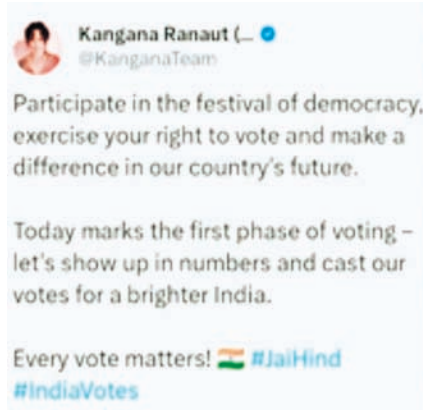 Kangana Ranaut (...
@KanganaTeam
Participate in the festival of democracy,
exercise your right to vote and make a
difference in our country's future.
Today marks the first phase of voting –
let's show up in numbers and cast our
votes for a brighter India.
Every vote matters! 🇮🇳 #JaiHind
#IndiaVotes